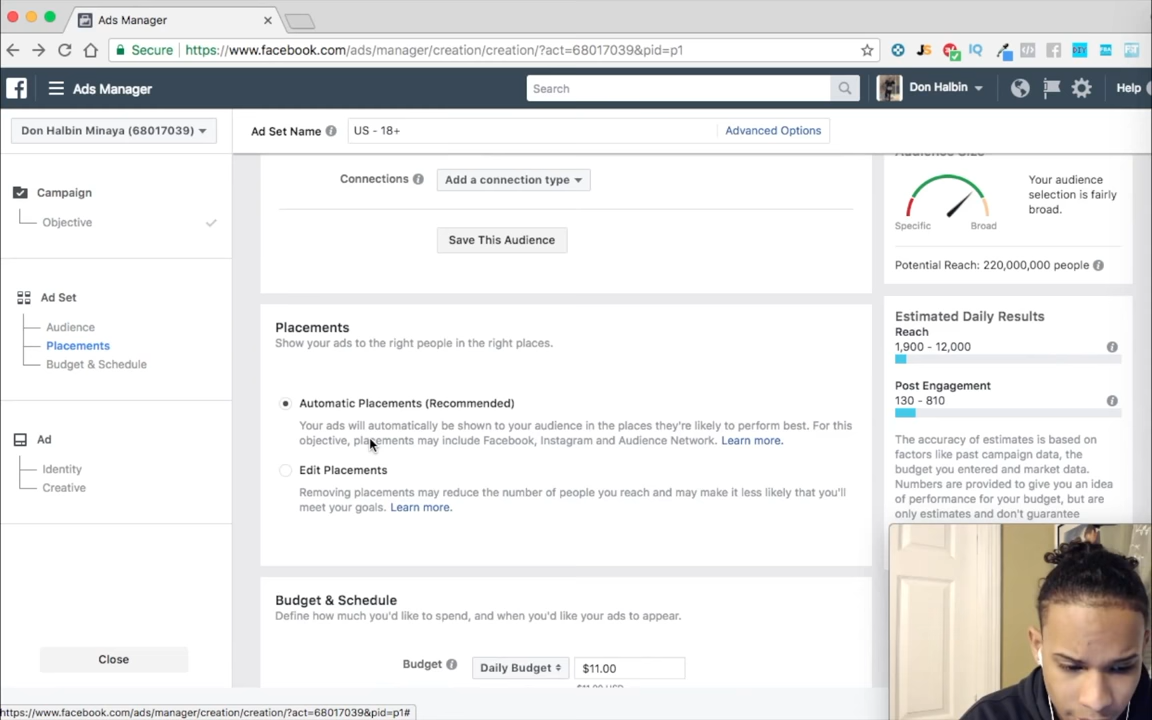 Ads Manager
Secure https://www.facebook.com/ads/manager/creation/creation/?act=68017039&pid=p1
JS IQ DIY
Ads Manager Search Don Halbin Help
Don Halbin Minaya (68017039) Ad Set Name US - 18+ Advanced Options
Campaign
Objective
Ad Set
Audience
Placements
Budget & Schedule
Ad
Identity
Creative
Close
Connections Add a connection type
Save This Audience
Placements
Show your ads to the right people in the right places.
Automatic Placements (Recommended)
Your ads will automatically be shown to your audience in the places they're likely to perform best. For this
objective, placements may include Facebook, Instagram and Audience Network. Learn more.
Edit Placements
Removing placements may reduce the number of people you reach and may make it less likely that you'll
meet your goals. Learn more.
Budget & Schedule
Define how much you'd like to spend, and when you'd like your ads to appear.
Budget Daily Budget $11.00
Audience Size
Your audience
selection is fairly
broad.
Specific Broad
Potential Reach: 220,000,000 people
Estimated Daily Results
Reach
1,900 - 12,000
Post Engagement
130 - 810
The accuracy of estimates is based on
factors like past campaign data, the
budget you entered and market data.
Numbers are provided to give you an idea
of performance for your budget, but are
only estimates and don't guarantee
https://www.facebook.com/ads/manager/creation/creation/?act=68017039&pid=p1#